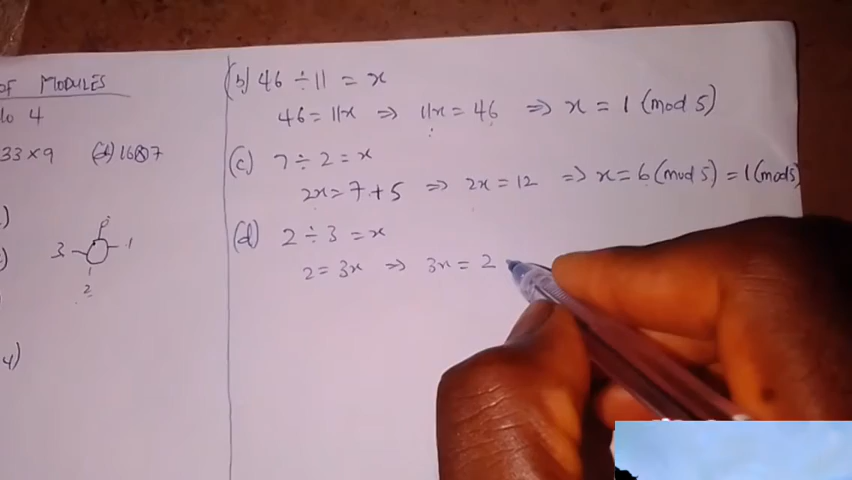 OF MODULES
lo 4
33 × 9 (d) 16⊗7
)
)
0
3
1
2
4)
(b) 46 ÷ 11 = x
46 = 11x ⇒ 11x = 46 ⇒ x = 1 (mod 5)
(c) 7 ÷ 2 = x
2x = 7 + 5 ⇒ 2x = 12 ⇒ x = 6 (mod 5) = 1 (mod 5)
(d) 2 ÷ 3 = x
2 = 3x ⇒ 3x = 2